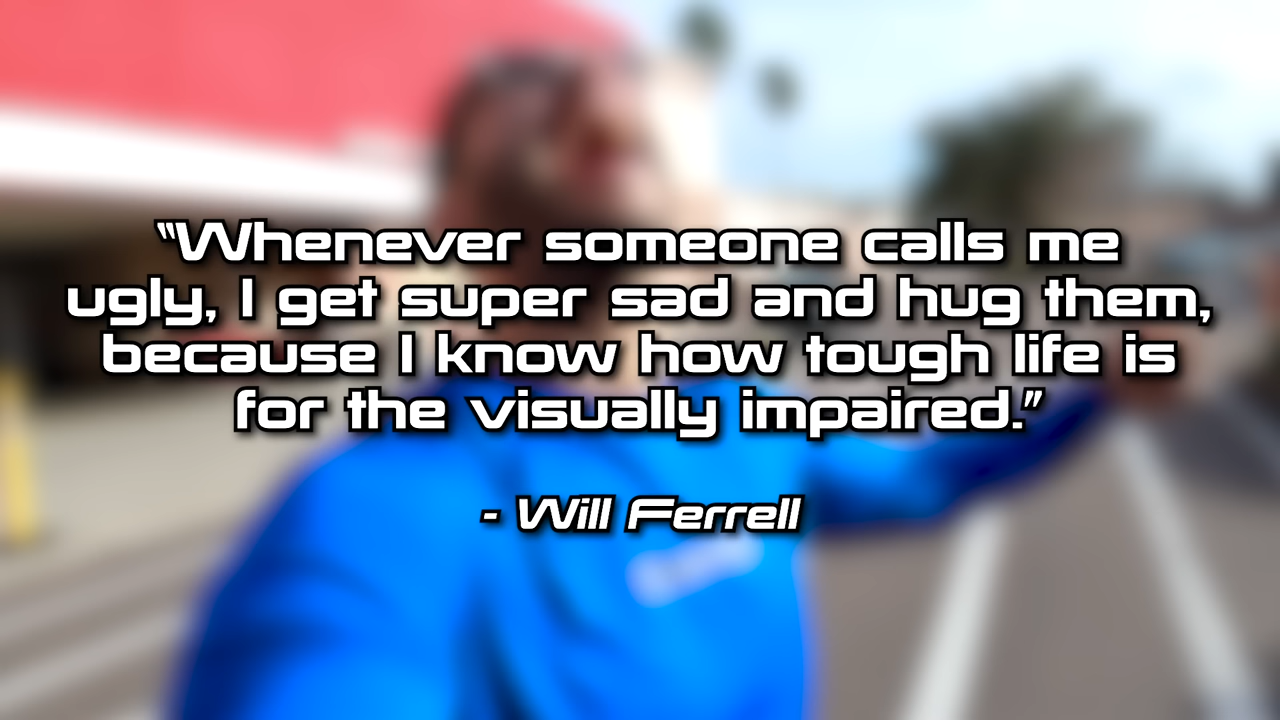 “Whenever someone calls me
ugly, I get super sad and hug them,
because I know how tough life is
for the visually impaired.”
- Will Ferrell